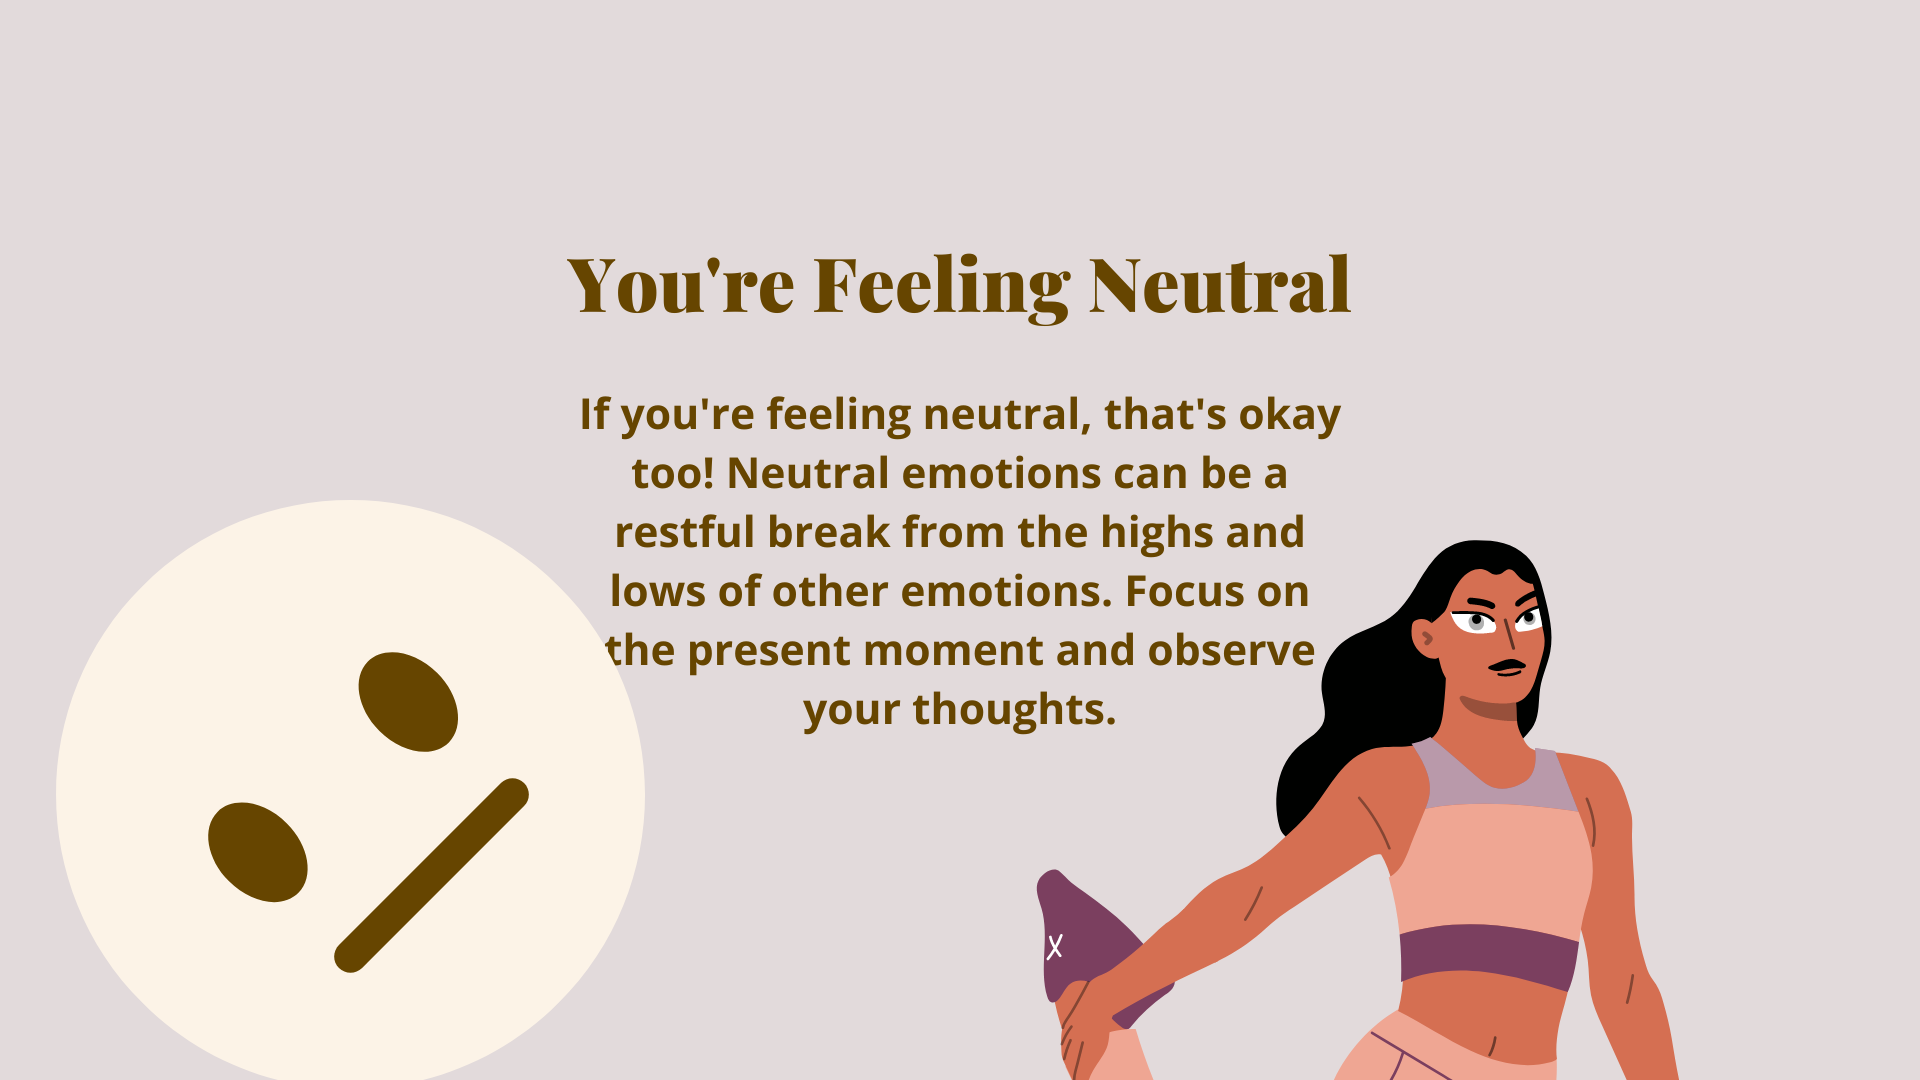 You're Feeling Neutral
If you're feeling neutral, that's okay
too! Neutral emotions can be a
restful break from the highs and
lows of other emotions. Focus on
the present moment and observe
your thoughts.